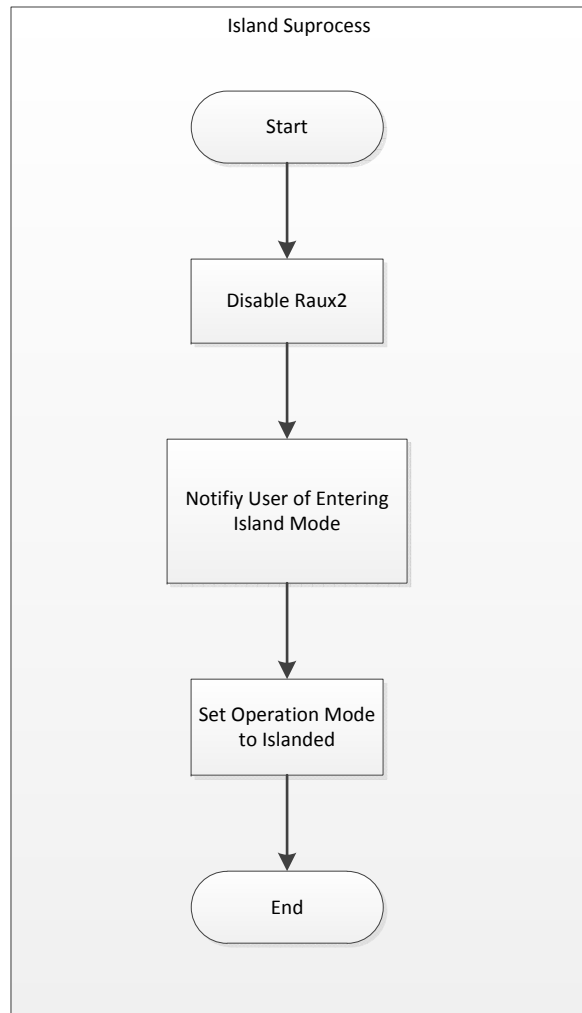 Island Suprocess
Start
Disable Raux2
Notifiy User of Entering
Island Mode
Set Operation Mode
to Islanded
End